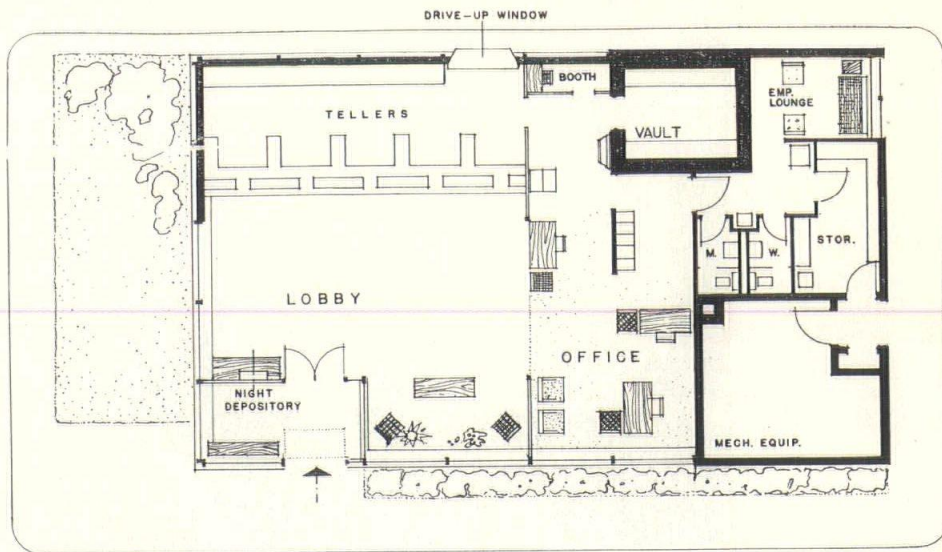 DRIVE-UP WINDOW
BOOTH
TELLERS
VAULT
EMP.
LOUNGE
M.
W.
STOR.
LOBBY
OFFICE
NIGHT
DEPOSITORY
MECH. EQUIP.